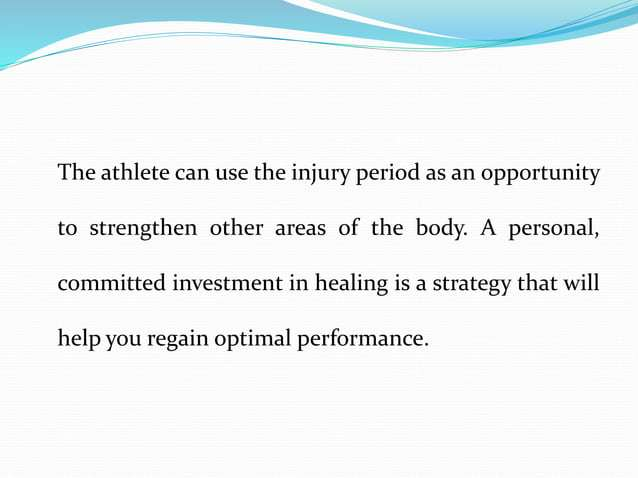 The athlete can use the injury period as an opportunity
to strengthen other areas of the body. A personal,
committed investment in healing is a strategy that will
help you regain optimal performance.